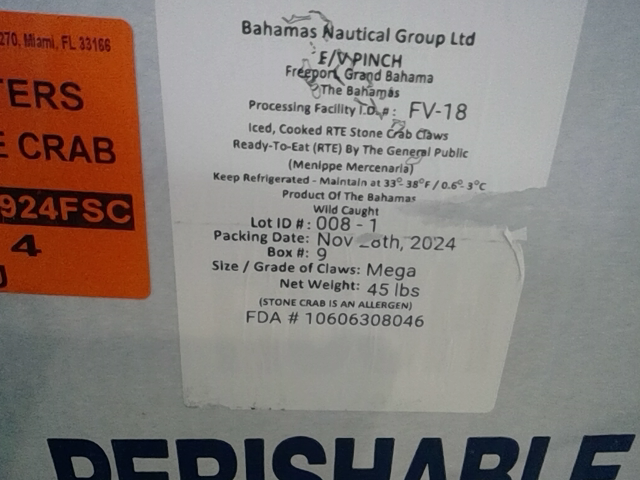 270, Miami, FL 33166
TERS
E CRAB
924FSC
4
Bahamas Nautical Group Ltd
F/V PINCH
Freeport, Grand Bahama
The Bahamas
Processing Facility I.D.#: FV-18
Iced, Cooked RTE Stone Crab Claws
Ready-To-Eat (RTE) By The General Public
(Menippe Mercenaria)
Keep Refrigerated - Maintain at 33º- 38ºF / 0.6º- 3ºC
Product Of The Bahamas
Wild Caught
Lot ID #: 008 - 1
Packing Date: Nov 2024
Box #: 9
Size / Grade of Claws: Mega
Net Weight: 45 lbs
(STONE CRAB IS AN ALLERGEN)
FDA # 10606308046
PERISHABLE